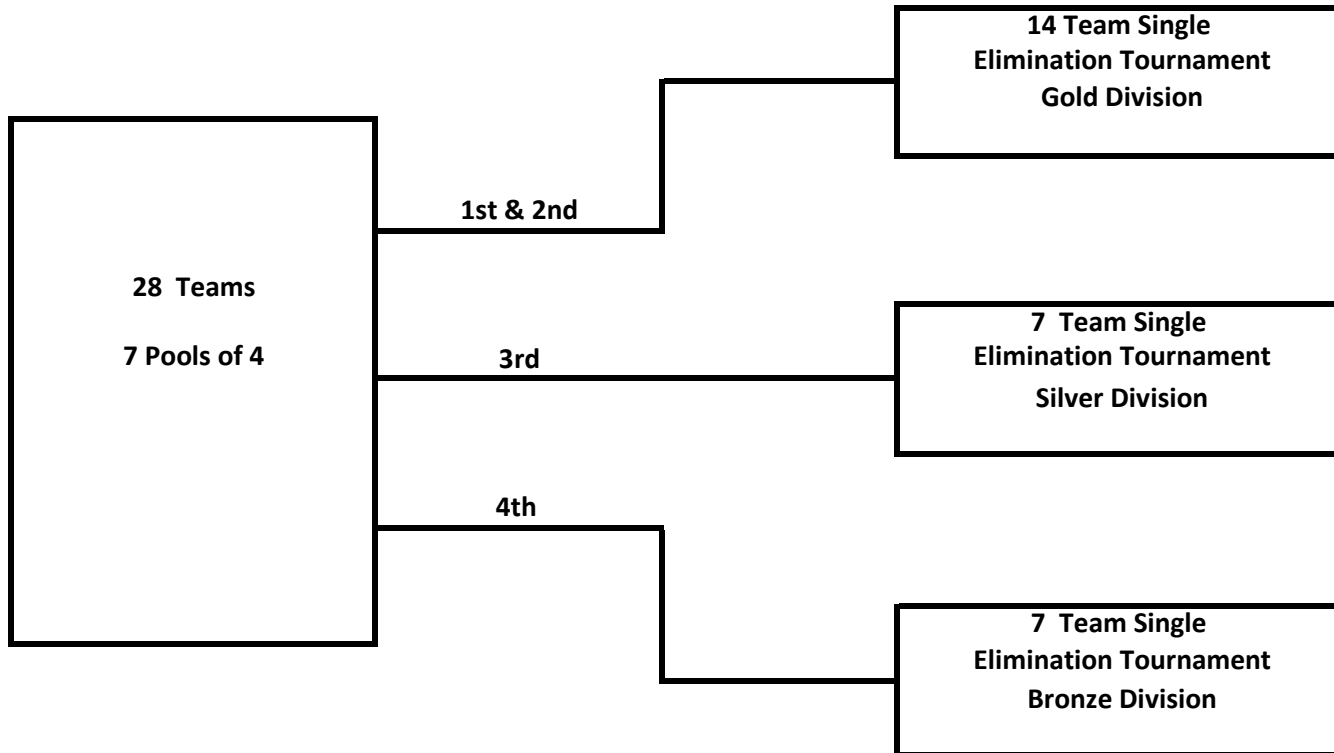 14 Team Single
Elimination Tournament
Gold Division
1st & 2nd
28 Teams
7 Pools of 4
7 Team Single
Elimination Tournament
Silver Division
3rd
4th
7 Team Single
Elimination Tournament
Bronze Division